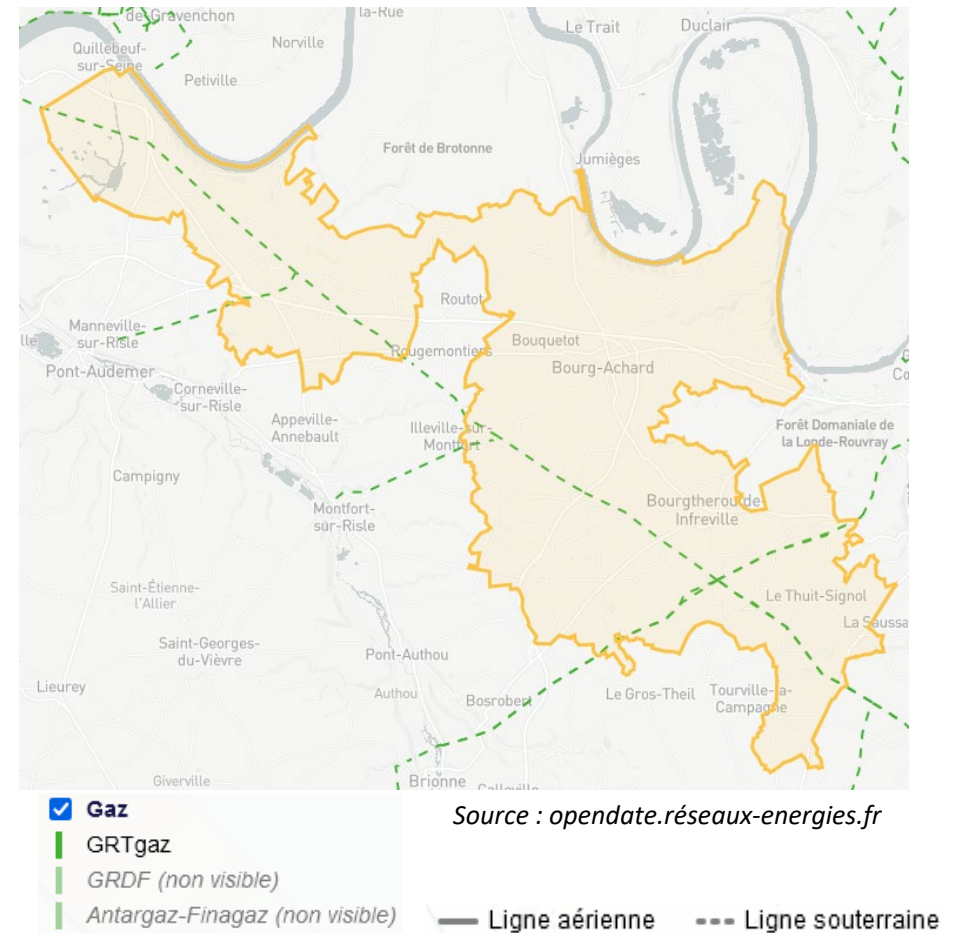 de-Gravenchon
la-Rue
Le Trait
Duclair
Norville
Quillebeuf-
sur-Seine
Petiville
Forêt de Brotonne
Jumièges
Routot
Manneville-
sur-Risle
Bouquetot
Rougemontiers
Pont-Audemer
Bourg-Achard
Corneville-
sur-Risle
Appeville-
Annebault
Illeville-sur-
Montfort
Forêt Domaniale de
la Londe-Rouvray
Campigny
Montfort-
sur-Risle
Bourgtheroulde-
Infreville
Saint-Étienne-
l'Allier
Le Thuit-Signol
La Saussa
Saint-Georges-
du-Vièvre
Pont-Authou
Lieurey
Authou
Bosrobert
Le Gros-Theil
Tourville-la-
Campagne
Giverville
Brionne
Calleville
Gaz
Source : opendate.réseaux-energies.fr
GRTgaz
GRDF (non visible)
Antargaz-Finagaz (non visible)
Ligne aérienne
Ligne souterraine